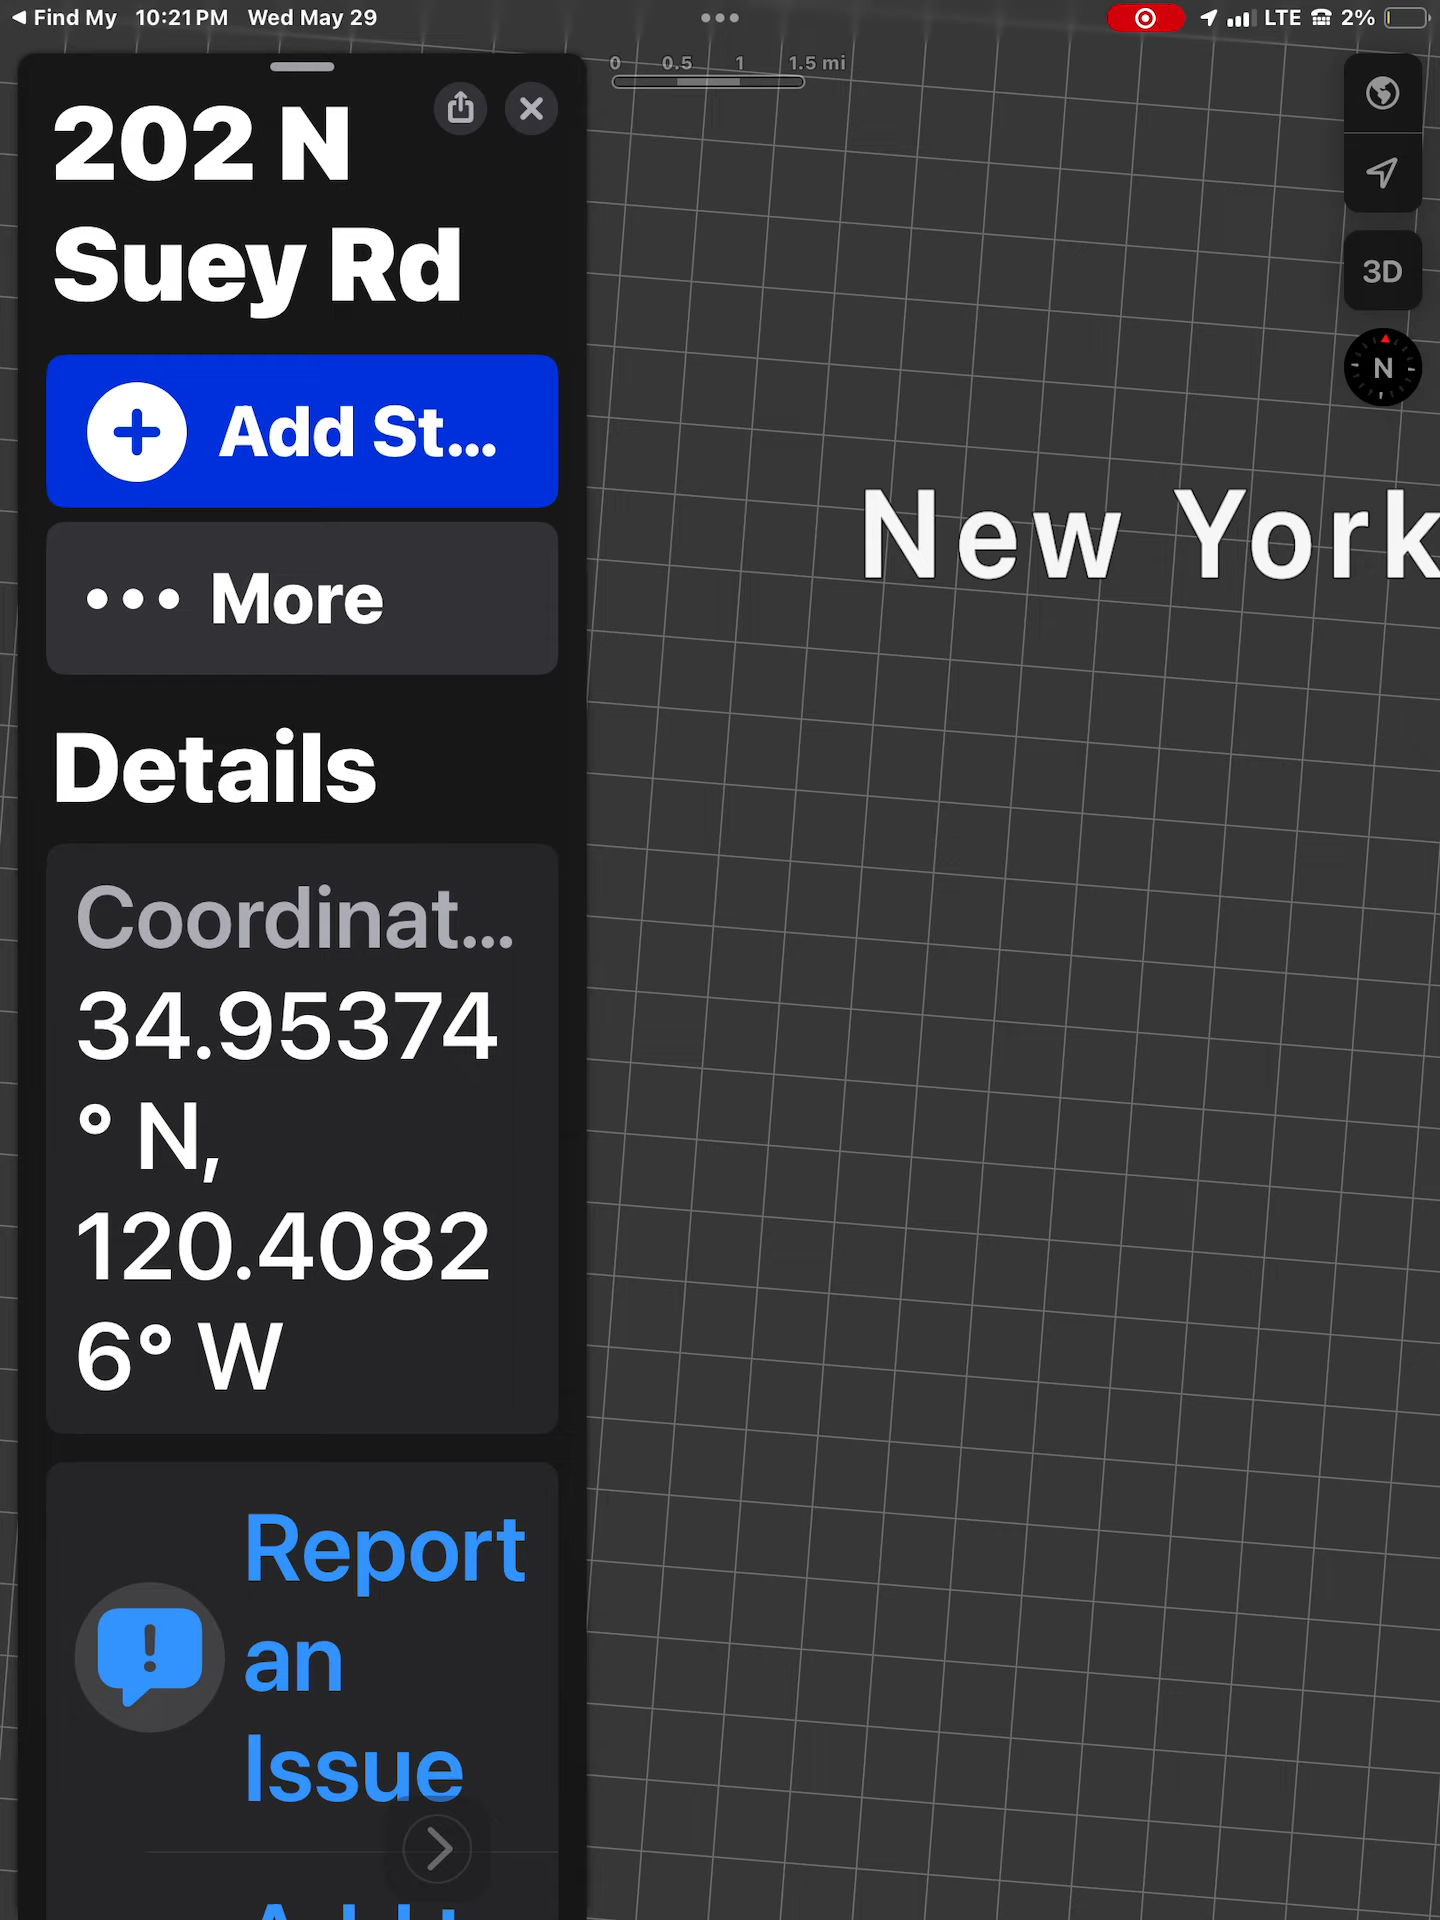 Find My 10:21 PM Wed May 29
LTE 2%
0 0.5 1 1.5 mi
202 N
Suey Rd
3D
N
Add St...
New York
More
Details
Coordinat...
34.95374
° N,
120.4082
6° W
Report
an
Issue